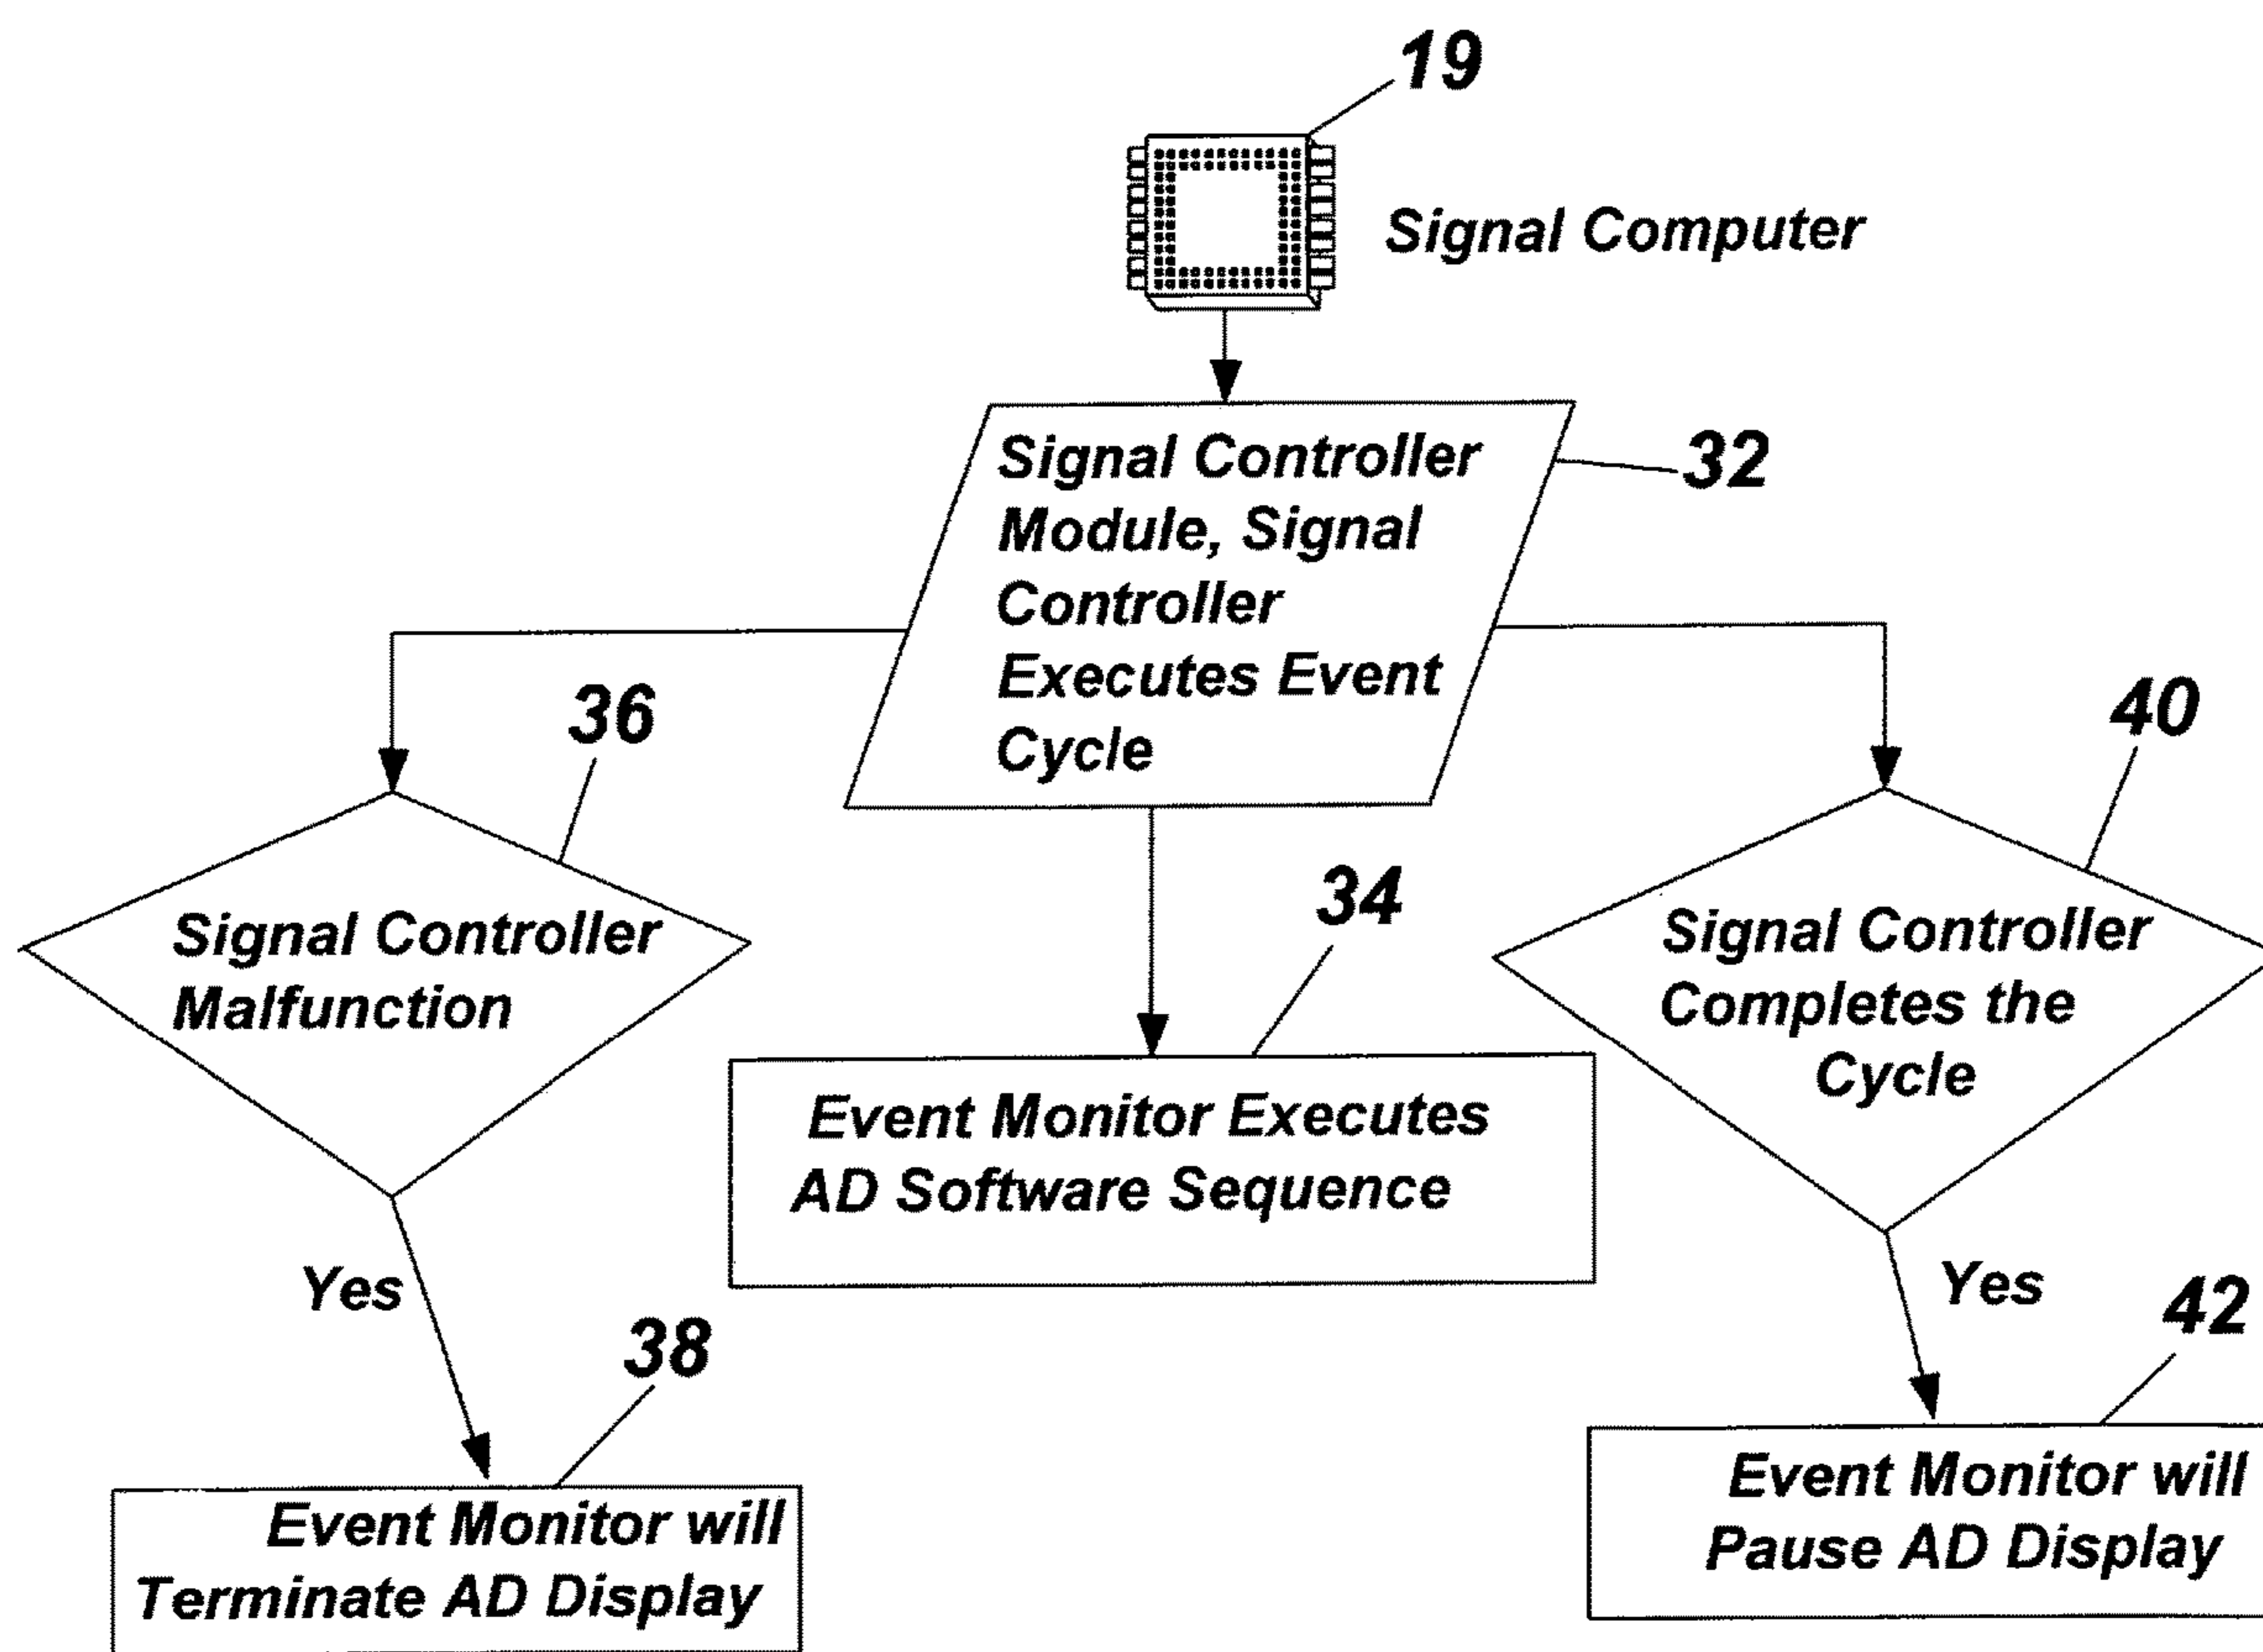 19
Signal Computer
Signal Controller
Module, Signal
Controller
Executes Event
Cycle
32
36
Signal Controller
Malfunction
Yes
38
Event Monitor will
Terminate AD Display
34
Event Monitor Executes
AD Software Sequence
40
Signal Controller
Completes the
Cycle
Yes
42
Event Monitor will
Pause AD Display